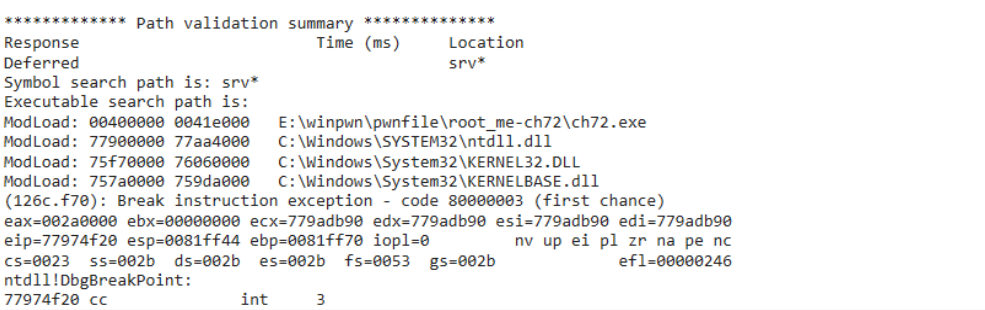 ************* Path validation summary **************
Response                         Time (ms)     Location
Deferred                                       srv*
Symbol search path is: srv*
Executable search path is:
ModLoad: 00400000 0041e000   E:\winpwn\pwnfile\root_me-ch72\ch72.exe
ModLoad: 77900000 77aa4000   C:\Windows\SYSTEM32\ntdll.dll
ModLoad: 75f70000 76060000   C:\Windows\System32\KERNEL32.DLL
ModLoad: 757a0000 759da000   C:\Windows\System32\KERNELBASE.dll
(126c.f70): Break instruction exception - code 80000003 (first chance)
eax=002a0000 ebx=00000000 ecx=779adb90 edx=779adb90 esi=779adb90 edi=779adb90
eip=77974f20 esp=0081ff44 ebp=0081ff70 iopl=0         nv up ei pl zr na pe nc
cs=0023  ss=002b  ds=002b  es=002b  fs=0053  gs=002b             efl=00000246
ntdll!DbgBreakPoint:
77974f20 cc              int     3